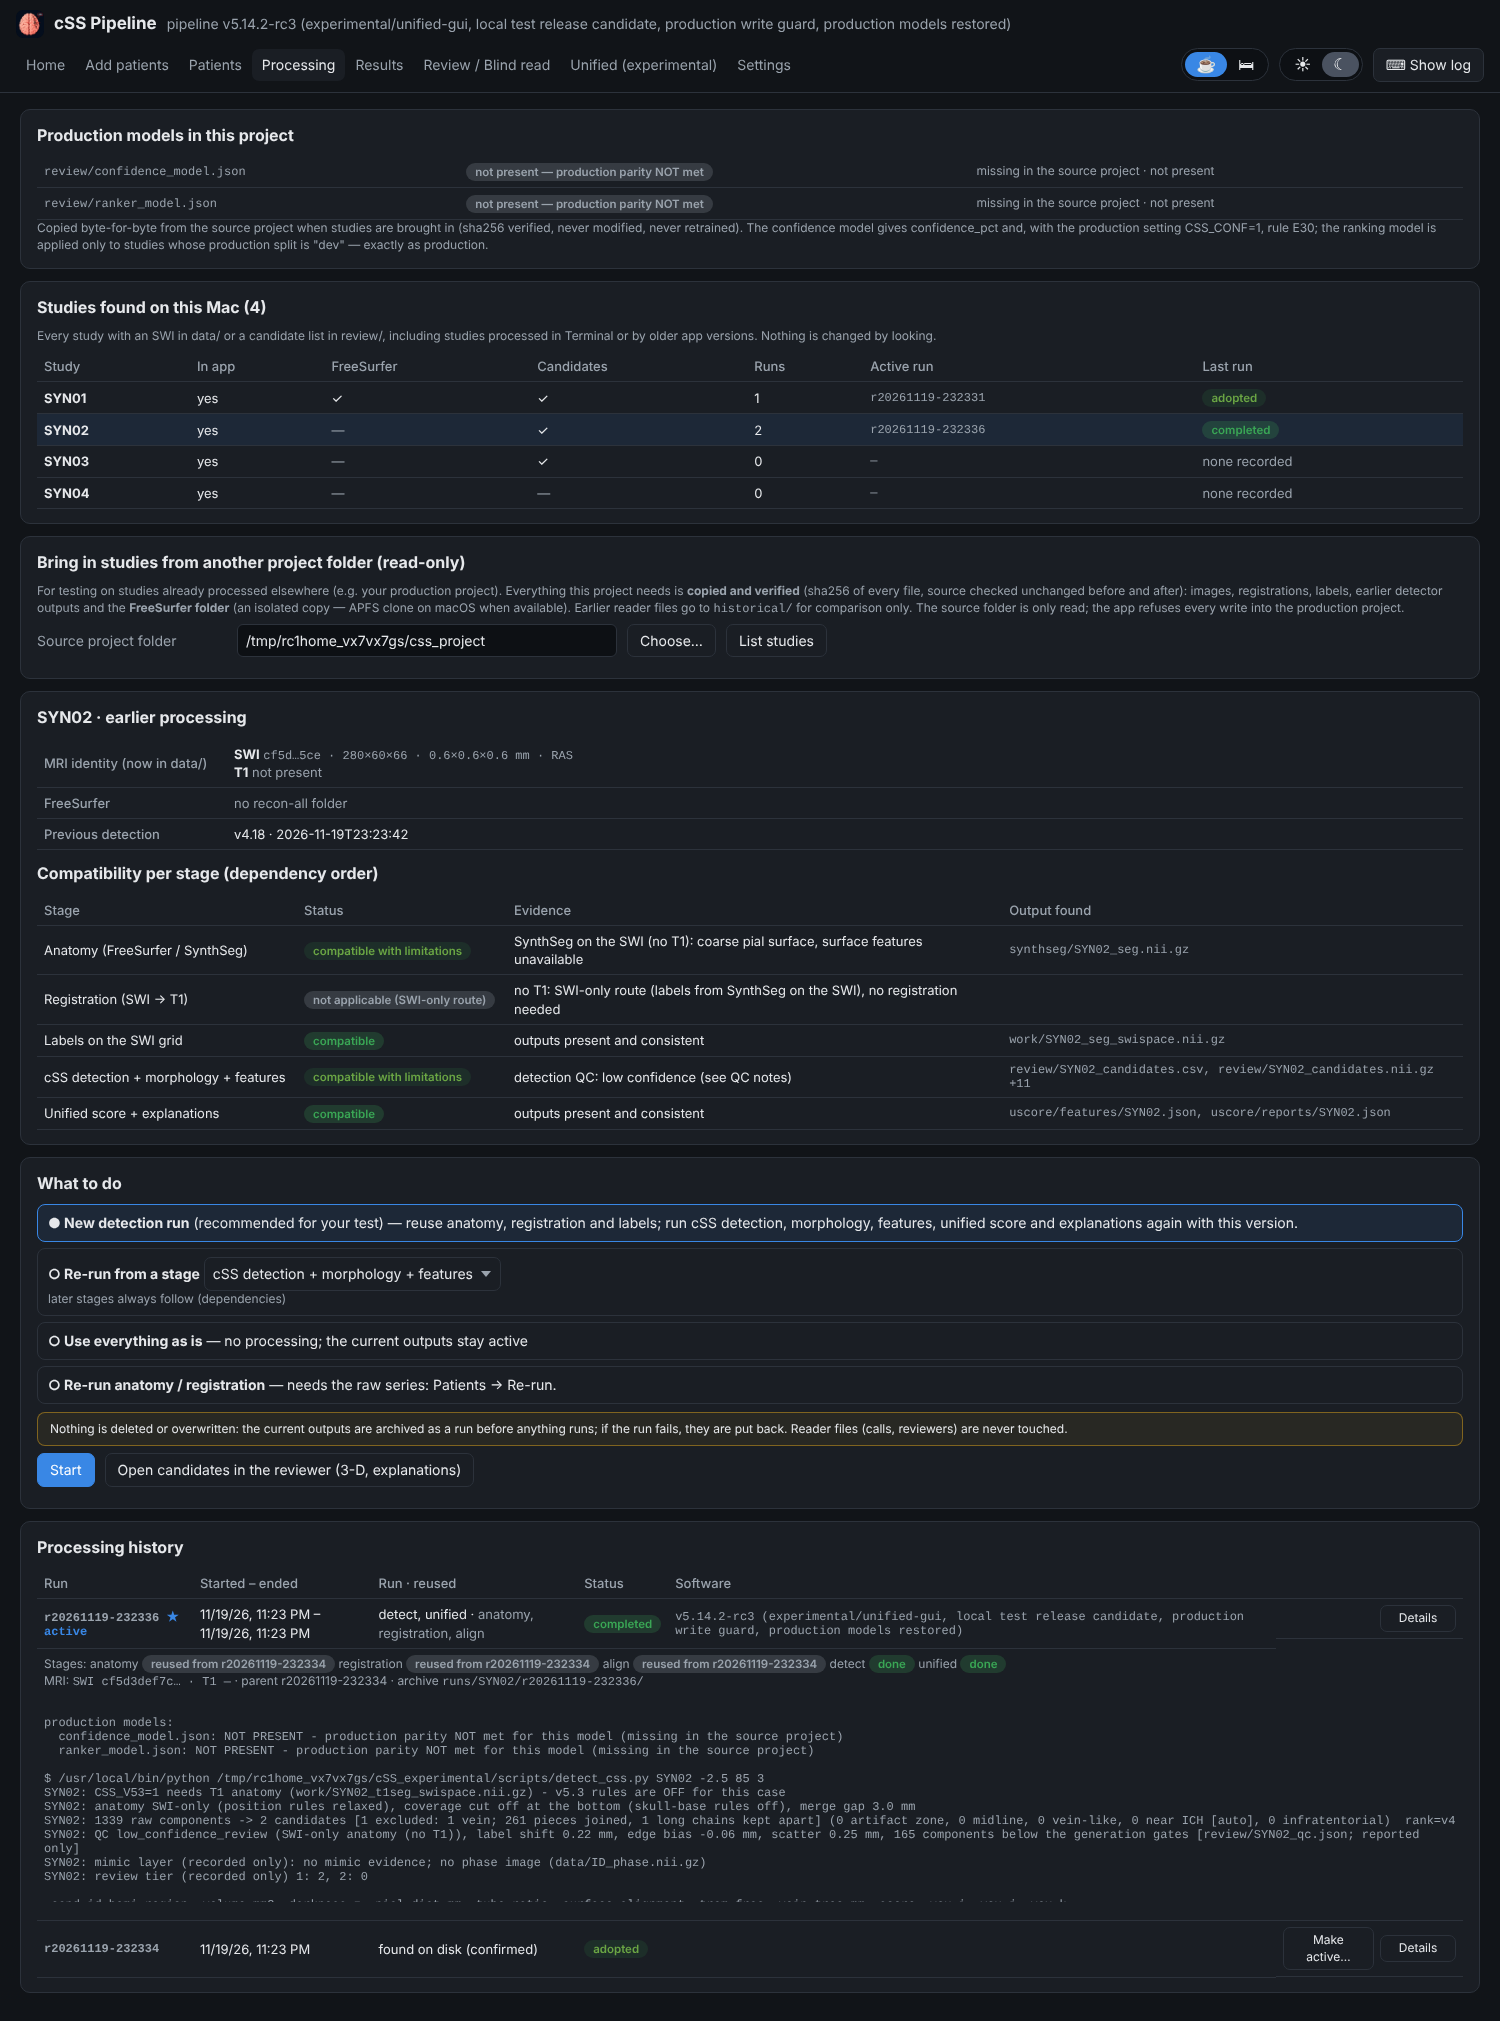 cSS Pipeline pipeline v5.14.2-rc3 (experimental/unified-gui, local test release candidate, production write guard, production models restored)
Home Add patients Patients Processing Results Review / Blind read Unified (experimental) Settings Show log
Production models in this project
review/confidence_model.json not present — production parity NOT met missing in the source project · not present
review/ranker_model.json not present — production parity NOT met missing in the source project · not present
Copied byte-for-byte from the source project when studies are brought in (sha256 verified, never modified, never retrained). The confidence model gives confidence_pct and, with the production setting CSS_CONF=1, rule E30; the ranking model is
applied only to studies whose production split is "dev" — exactly as production.
Studies found on this Mac (4)
Every study with an SWI in data/ or a candidate list in review/, including studies processed in Terminal or by older app versions. Nothing is changed by looking.
Study In app FreeSurfer Candidates Runs Active run Last run
SYN01 yes ✓ ✓ 1 r20261119-232331 adopted
SYN02 yes — ✓ 2 r20261119-232336 completed
SYN03 yes — ✓ 0 — none recorded
SYN04 yes — — 0 — none recorded
Bring in studies from another project folder (read-only)
For testing on studies already processed elsewhere (e.g. your production project). Everything this project needs is copied and verified (sha256 of every file, source checked unchanged before and after): images, registrations, labels, earlier detector
outputs and the FreeSurfer folder (an isolated copy — APFS clone on macOS when available). Earlier reader files go to historical/ for comparison only. The source folder is only read; the app refuses every write into the production project.
Source project folder /tmp/rc1home_vx7vx7gs/css_project Choose... List studies
SYN02 · earlier processing
MRI identity (now in data/) SWI cf5d…5ce · 280×60×66 · 0.6×0.6×0.6 mm · RAS
T1 not present
FreeSurfer no recon-all folder
Previous detection v4.18 · 2026-11-19T23:23:42
Compatibility per stage (dependency order)
Stage Status Evidence Output found
Anatomy (FreeSurfer / SynthSeg) compatible with limitations SynthSeg on the SWI (no T1): coarse pial surface, surface features synthseg/SYN02_seg.nii.gz
unavailable
Registration (SWI → T1) not applicable (SWI-only route) no T1: SWI-only route (labels from SynthSeg on the SWI), no registration
needed
Labels on the SWI grid compatible outputs present and consistent work/SYN02_seg_swispace.nii.gz
cSS detection + morphology + features compatible with limitations detection QC: low confidence (see QC notes) review/SYN02_candidates.csv, review/SYN02_candidates.nii.gz
+11
Unified score + explanations compatible outputs present and consistent uscore/features/SYN02.json, uscore/reports/SYN02.json
What to do
● New detection run (recommended for your test) — reuse anatomy, registration and labels; run cSS detection, morphology, features, unified score and explanations again with this version.
○ Re-run from a stage cSS detection + morphology + features
later stages always follow (dependencies)
○ Use everything as is — no processing; the current outputs stay active
○ Re-run anatomy / registration — needs the raw series: Patients → Re-run.
Nothing is deleted or overwritten: the current outputs are archived as a run before anything runs; if the run fails, they are put back. Reader files (calls, reviewers) are never touched.
Start Open candidates in the reviewer (3-D, explanations)
Processing history
Run Started – ended Run · reused Status Software
r20261119-232336 ★ 11/19/26, 11:23 PM – detect, unified · anatomy, completed v5.14.2-rc3 (experimental/unified-gui, local test release candidate, production Details
active 11/19/26, 11:23 PM registration, align write guard, production models restored)
Stages: anatomy reused from r20261119-232334 registration reused from r20261119-232334 align reused from r20261119-232334 detect done unified done
MRI: SWI cf5d3def7c… · T1 — · parent r20261119-232334 · archive runs/SYN02/r20261119-232336/
production models:
confidence_model.json: NOT PRESENT - production parity NOT met for this model (missing in the source project)
ranker_model.json: NOT PRESENT - production parity NOT met for this model (missing in the source project)
$ /usr/local/bin/python /tmp/rc1home_vx7vx7gs/cSS_experimental/scripts/detect_css.py SYN02 -2.5 85 3
SYN02: CSS_V53=1 needs T1 anatomy (work/SYN02_t1seg_swispace.nii.gz) - v5.3 rules are OFF for this case
SYN02: anatomy SWI-only (position rules relaxed), coverage cut off at the bottom (skull-base rules off), merge gap 3.0 mm
SYN02: 1339 raw components -> 2 candidates [1 excluded: 1 vein; 261 pieces joined, 1 long chains kept apart] (0 artifact zone, 0 midline, 0 vein-like, 0 near ICH [auto], 0 infratentorial) rank=v4
SYN02: QC low_confidence_review (SWI-only anatomy (no T1)), label shift 0.22 mm, edge bias -0.06 mm, scatter 0.25 mm, 165 components below the generation gates [review/SYN02_qc.json; reported
only]
SYN02: mimic layer (recorded only): no mimic evidence; no phase image (data/ID_phase.nii.gz)
SYN02: review tier (recorded only) 1: 2, 2: 0
r20261119-232334 11/19/26, 11:23 PM found on disk (confirmed) adopted Make Details
active...